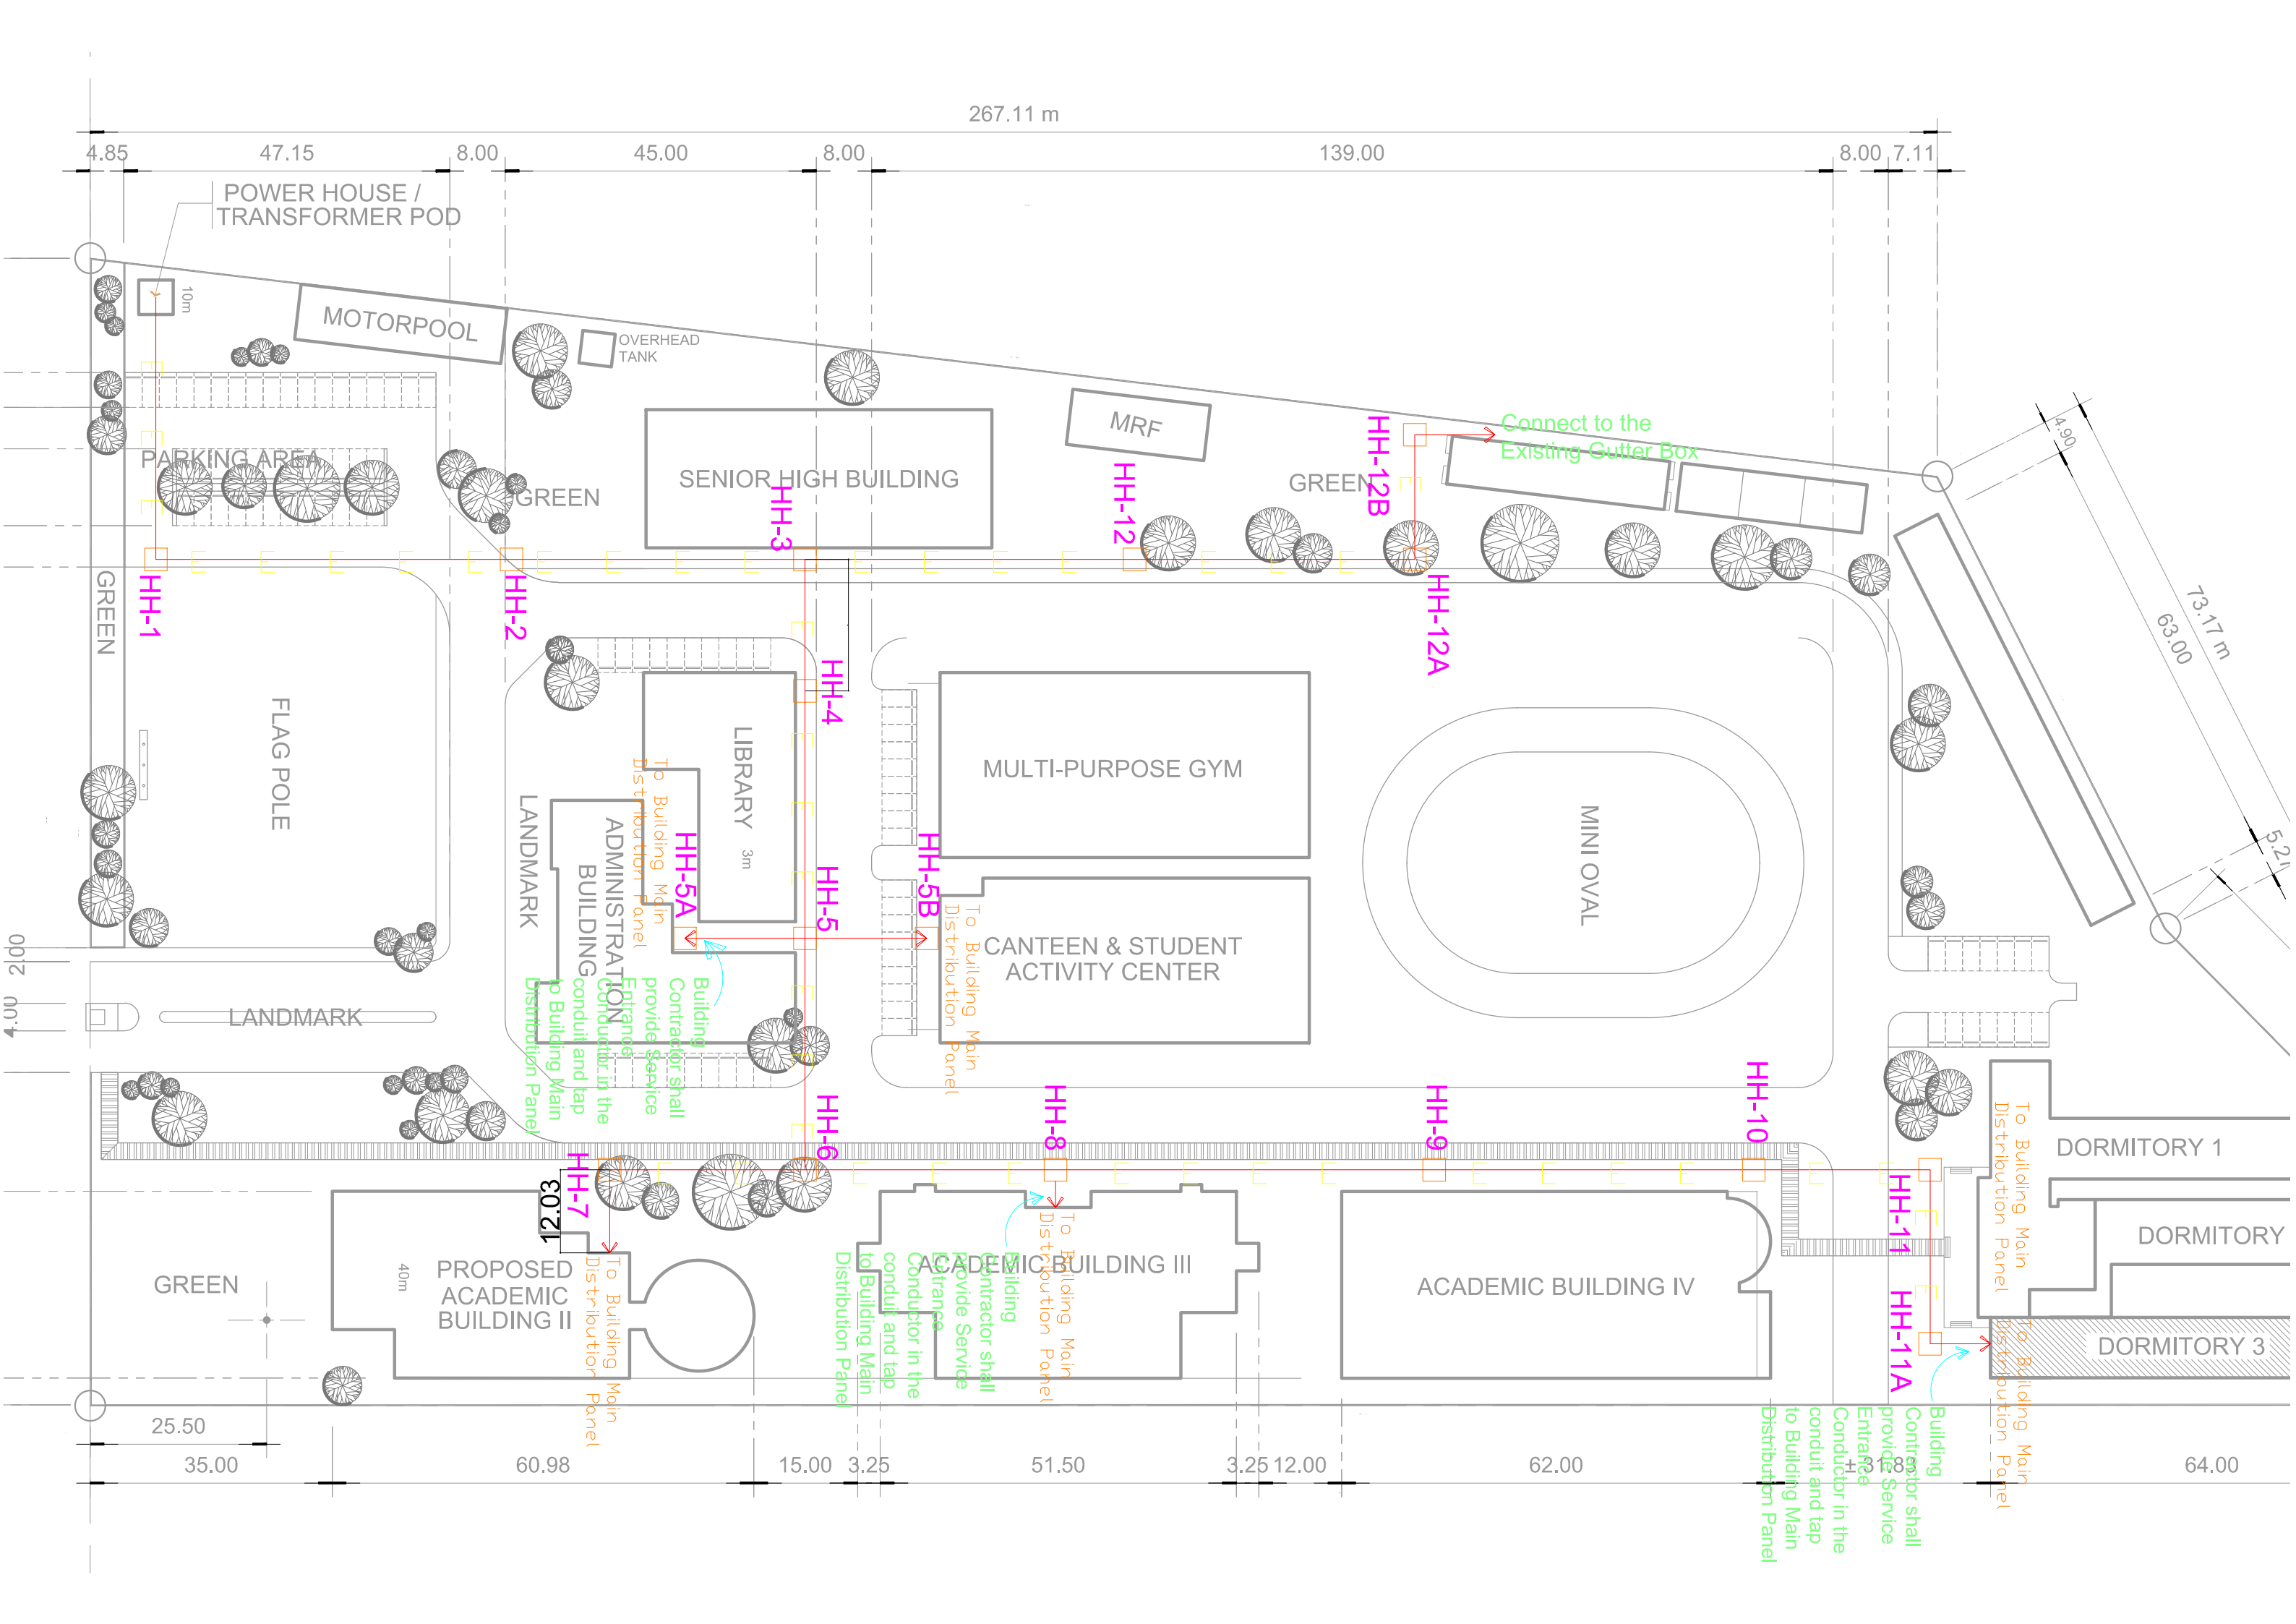 267.11 m
4.85
47.15
8.00
45.00
8.00
139.00
8.00
7.11
POWER HOUSE /
TRANSFORMER POD
10m
MOTORPOOL
OVERHEAD
TANK
PARKING AREA
SENIOR HIGH BUILDING
MRF
Connect to the
Existing Gutter Box
GREEN
GREEN
GREEN
HH-1
HH-2
HH-3
HH-12
HH-12B
HH-12A
4.90
73.17 m
63.00
FLAG POLE
LIBRARY
3m
HH-4
MULTI-PURPOSE GYM
MINI OVAL
LANDMARK
ADMINISTRATION
BUILDING
To Building Main
Distribution Panel
HH-5A
HH-5
HH-5B
To Building Main
Distribution Panel
CANTEEN & STUDENT
ACTIVITY CENTER
2.00
4.00
LANDMARK
Building
Contractor shall
provide Service
Entrance
Conductor in the
conduit and tap
to Building Main
Distribution Panel
HH-6
HH-7
HH-8
HH-9
HH-10
HH-11
HH-11A
12.03
GREEN
40m
PROPOSED
ACADEMIC
BUILDING II
To Building Main
Distribution Panel
ACADEMIC BUILDING III
Building
Contractor shall
provide Service
Entrance
Conductor in the
conduit and tap
to Building Main
Distribution Panel
To Building Main
Distribution Panel
ACADEMIC BUILDING IV
To Building Main
Distribution Panel
DORMITORY 1
DORMITORY
DORMITORY 3
To Building Main
Distribution Panel
Building
Contractor shall
provide Service
Entrance
Conductor in the
conduit and tap
to Building Main
Distribution Panel
25.50
35.00
60.98
15.00
3.25
51.50
3.25
12.00
62.00
± 31.83
64.00